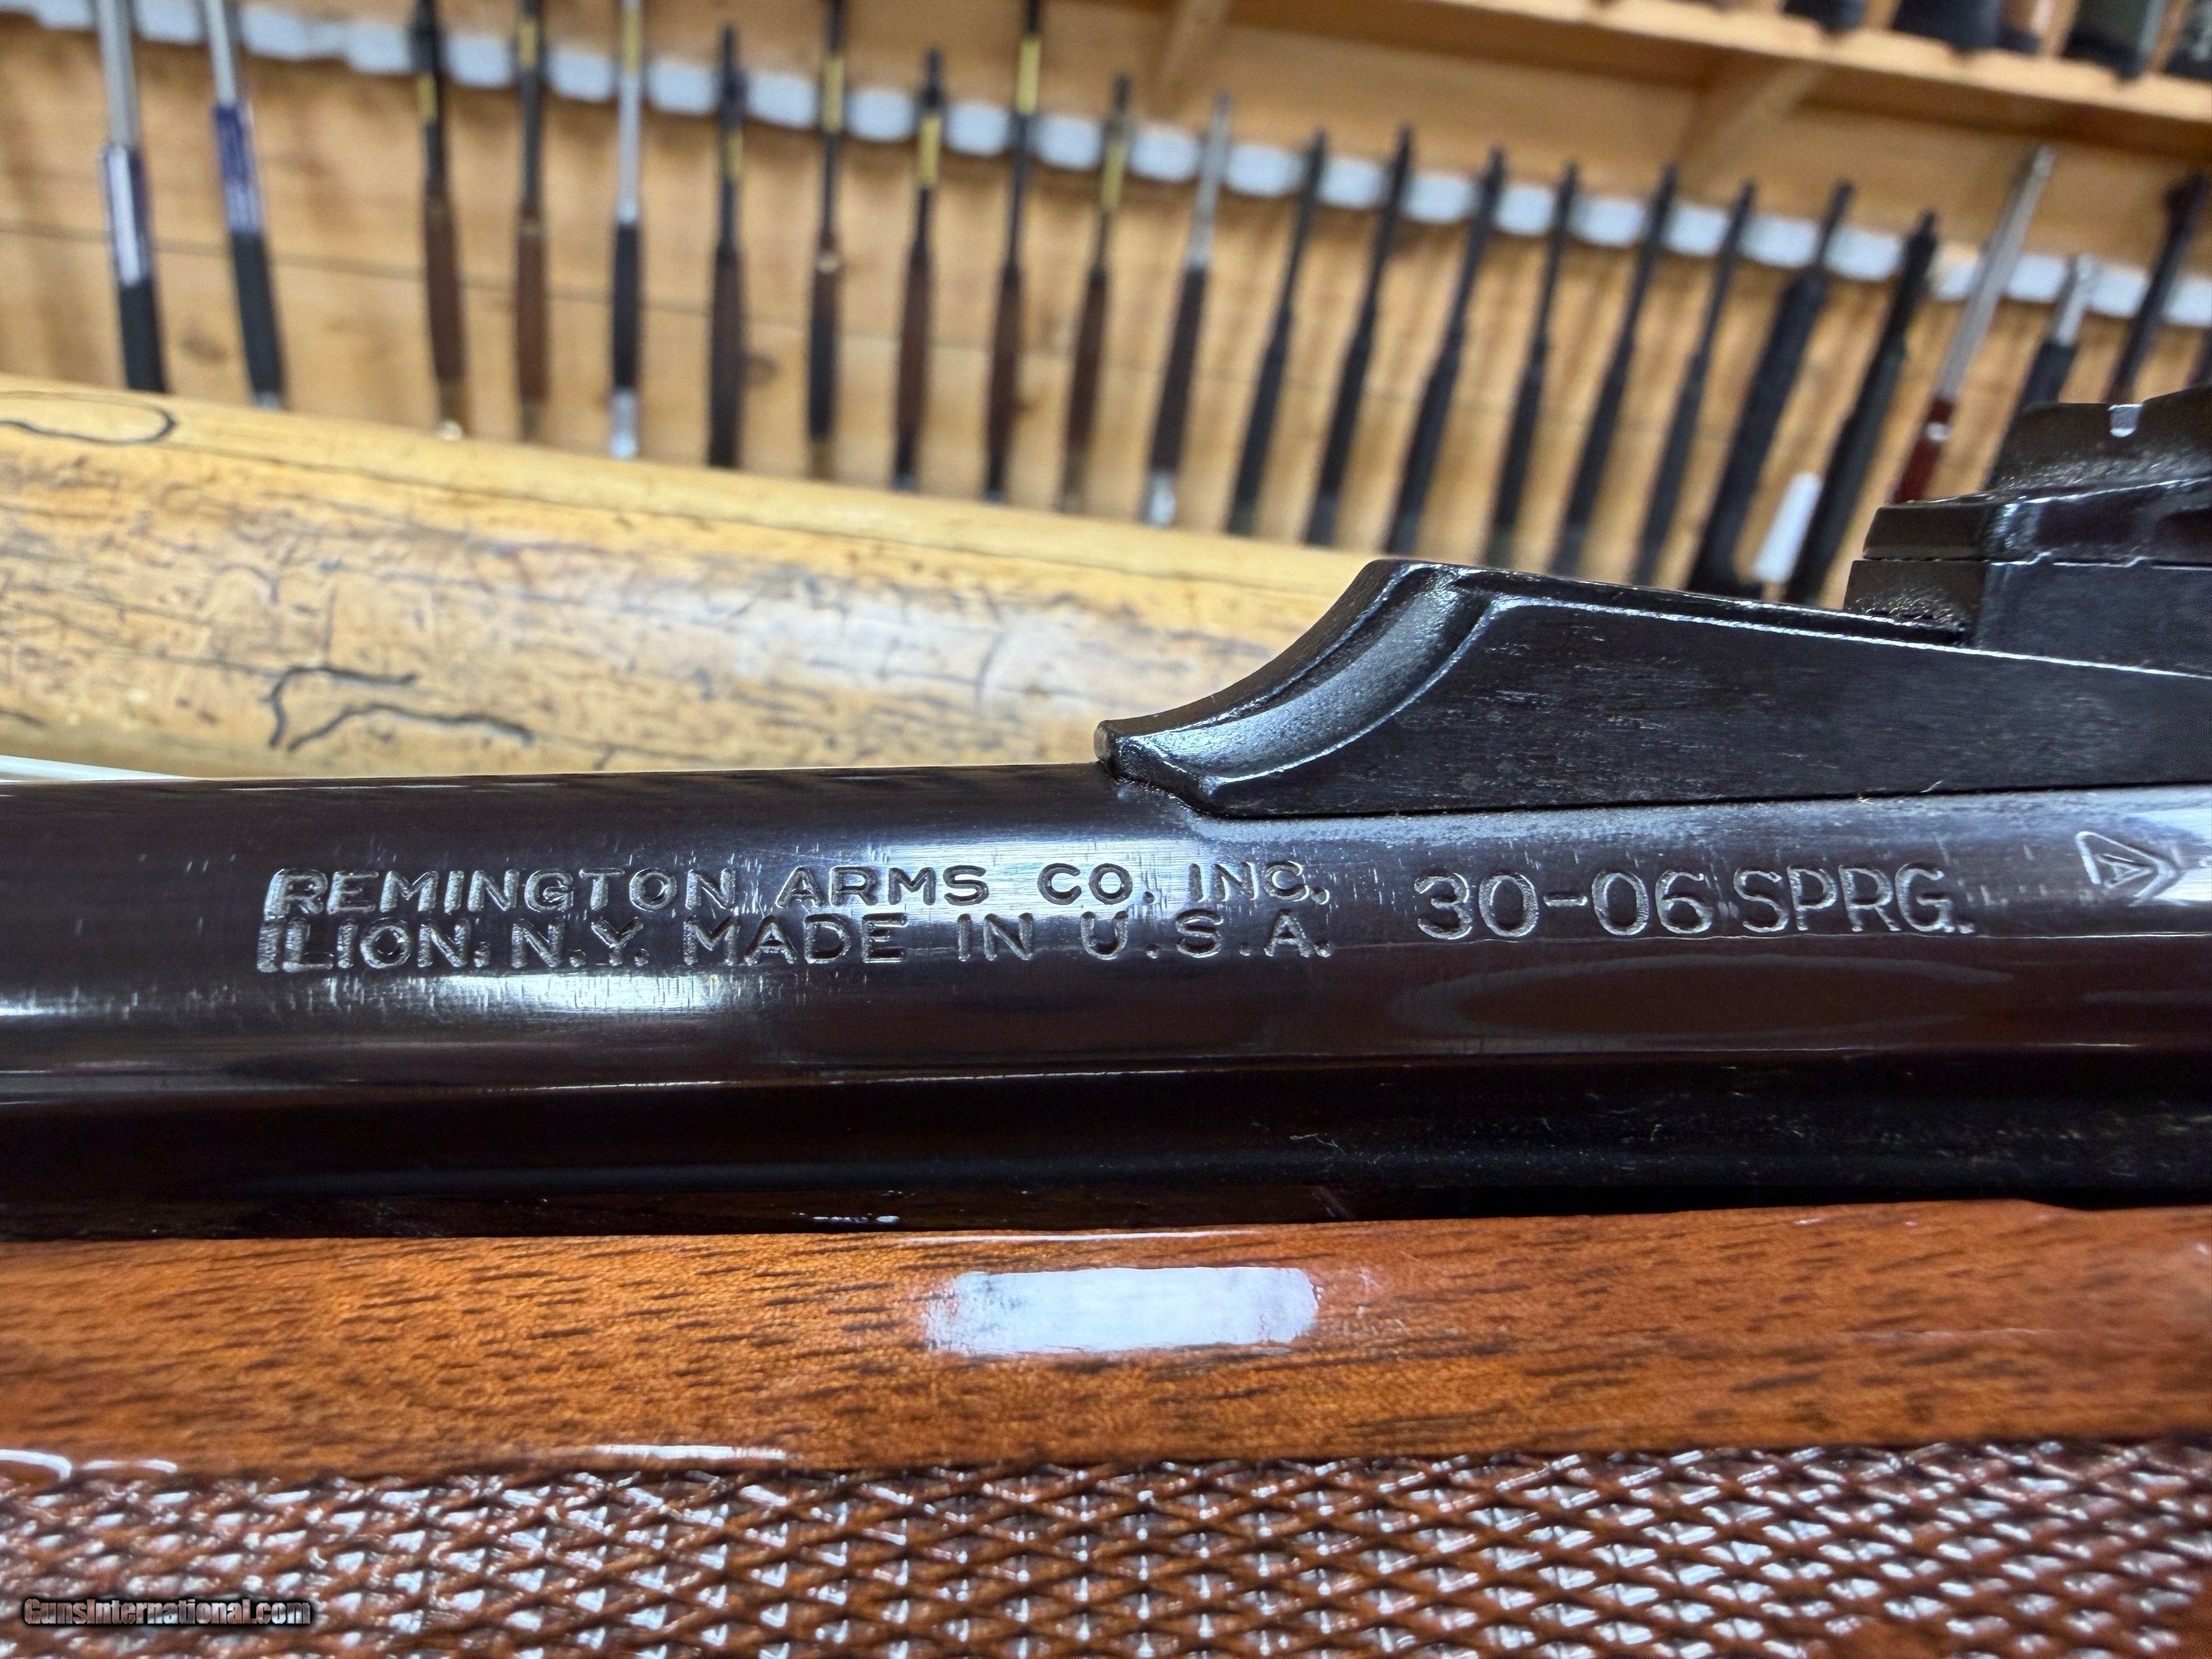 REMINGTON ARMS CO. INC.
ILION, N.Y. MADE IN U.S.A.
30-06 SPRG.
A
GunsInternational.com